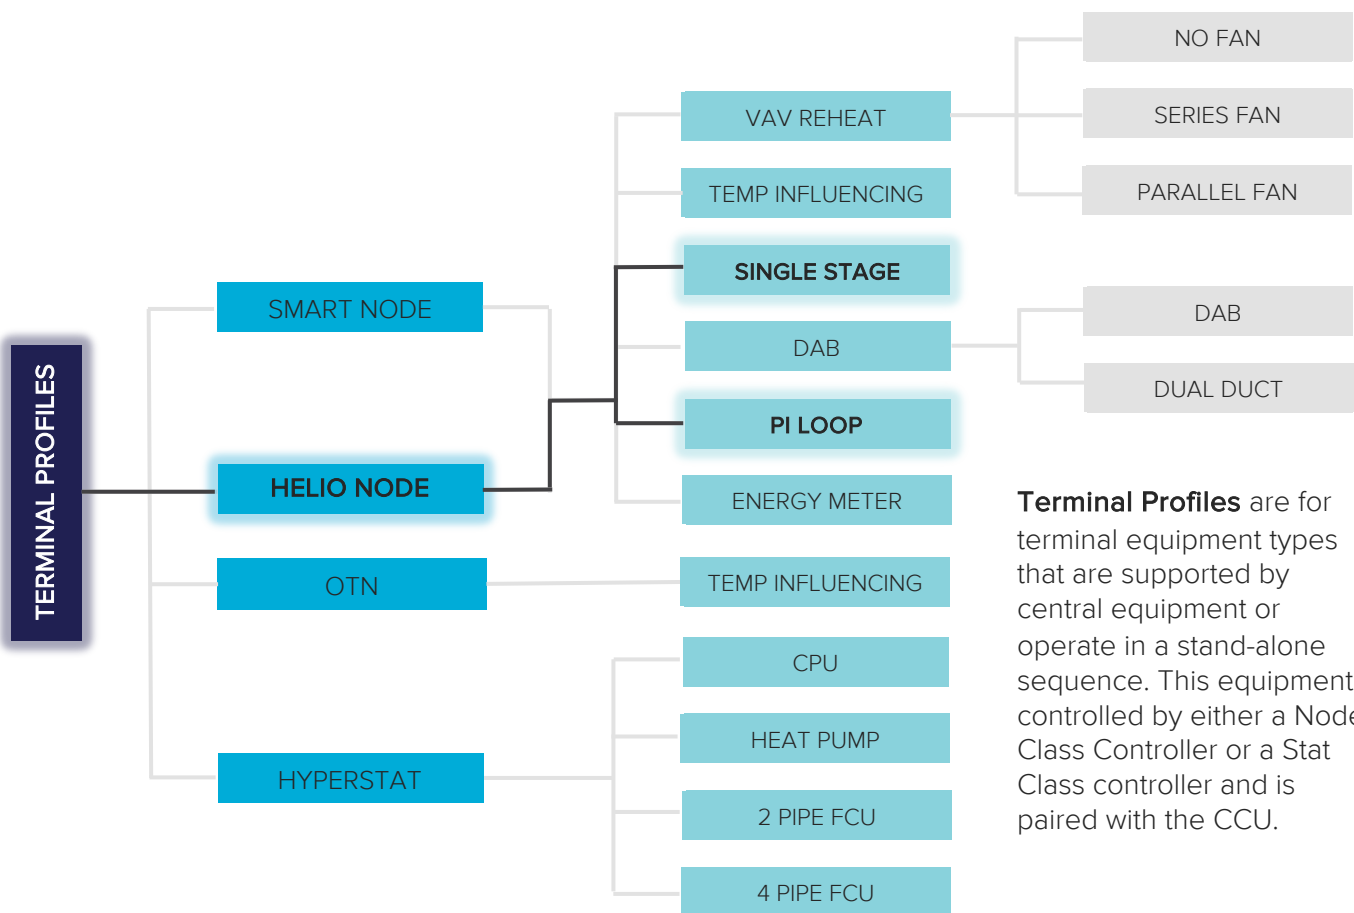 TERMINAL PROFILES
SMART NODE
HELIO NODE
OTN
HYPERSTAT
VAV REHEAT
TEMP INFLUENCING
SINGLE STAGE
DAB
PI LOOP
ENERGY METER
TEMP INFLUENCING
CPU
HEAT PUMP
2 PIPE FCU
4 PIPE FCU
NO FAN
SERIES FAN
PARALLEL FAN
DAB
DUAL DUCT
Terminal Profiles are for
terminal equipment types
that are supported by
central equipment or
operate in a stand-alone
sequence. This equipment
controlled by either a Node
Class Controller or a Stat
Class controller and is
paired with the CCU.